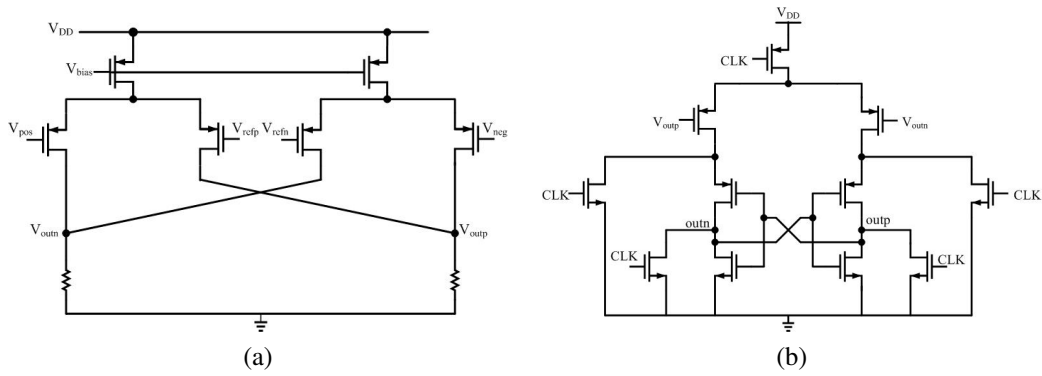 V_DD
V_bias
V_pos
V_refp
V_refn
V_neg
V_outn
V_outp
(a)
V_DD
CLK
V_outp
V_outn
CLK
CLK
outn
outp
CLK
CLK
(b)